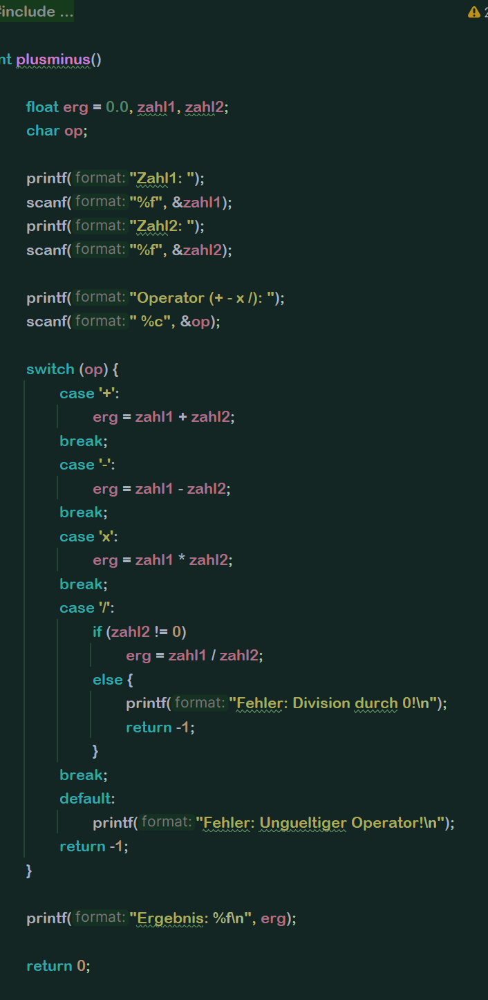 #include ...
2
nt plusminus()
float erg = 0.0, zahl1, zahl2;
char op;
printf( format: "Zahl1: ");
scanf( format: "%f", &zahl1);
printf( format: "Zahl2: ");
scanf( format: "%f", &zahl2);
printf( format: "Operator (+ - x /): ");
scanf( format: " %c", &op);
switch (op) {
case '+':
erg = zahl1 + zahl2;
break;
case '-':
erg = zahl1 - zahl2;
break;
case 'x':
erg = zahl1 * zahl2;
break;
case '/':
if (zahl2 != 0)
erg = zahl1 / zahl2;
else {
printf( format: "Fehler: Division durch 0!\n");
return -1;
}
break;
default:
printf( format: "Fehler: Ungueltiger Operator!\n");
return -1;
}
printf( format: "Ergebnis: %f\n", erg);
return 0;